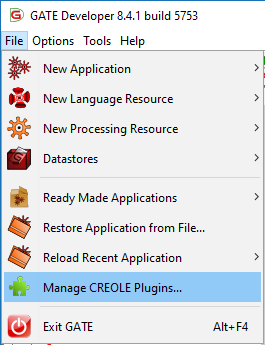 GATE Developer 8.4.1 build 5753
File Options Tools Help
New Application
New Language Resource
New Processing Resource
Datastores
Ready Made Applications
Restore Application from File...
Reload Recent Application
Manage CREOLE Plugins...
Exit GATE Alt+F4